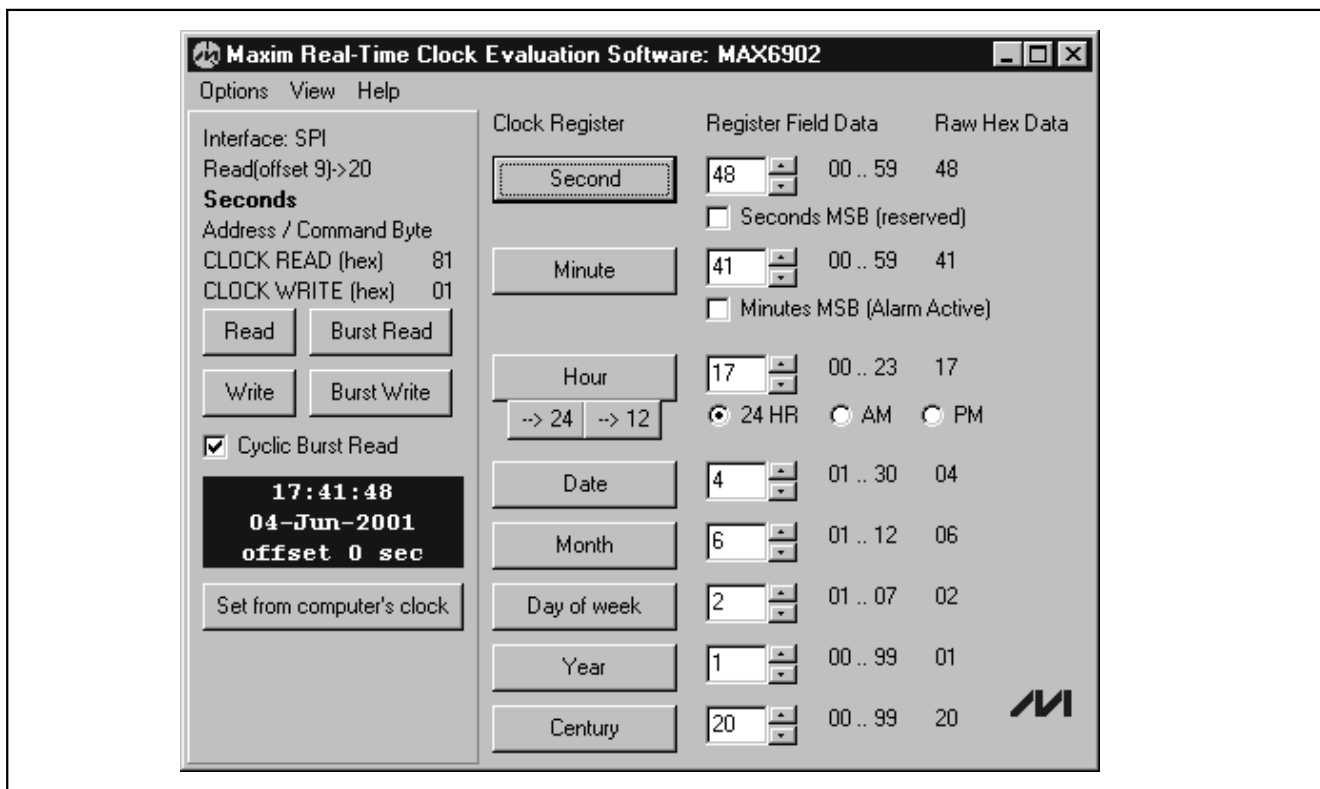 Maxim Real-Time Clock Evaluation Software: MAX6902
Options View Help
Interface: SPI
Read(offset 9)->20
Seconds
Address / Command Byte
CLOCK READ (hex) 81
CLOCK WRITE (hex) 01
Read Burst Read
Write Burst Write
Cyclic Burst Read
17:41:48
04-Jun-2001
offset 0 sec
Set from computer's clock
Clock Register Register Field Data Raw Hex Data
Second 48 00 .. 59 48
Seconds MSB (reserved)
Minute 41 00 .. 59 41
Minutes MSB (Alarm Active)
Hour 17 00 .. 23 17
--> 24 --> 12 24 HR AM PM
Date 4 01 .. 30 04
Month 6 01 .. 12 06
Day of week 2 01 .. 07 02
Year 1 00 .. 99 01
Century 20 00 .. 99 20